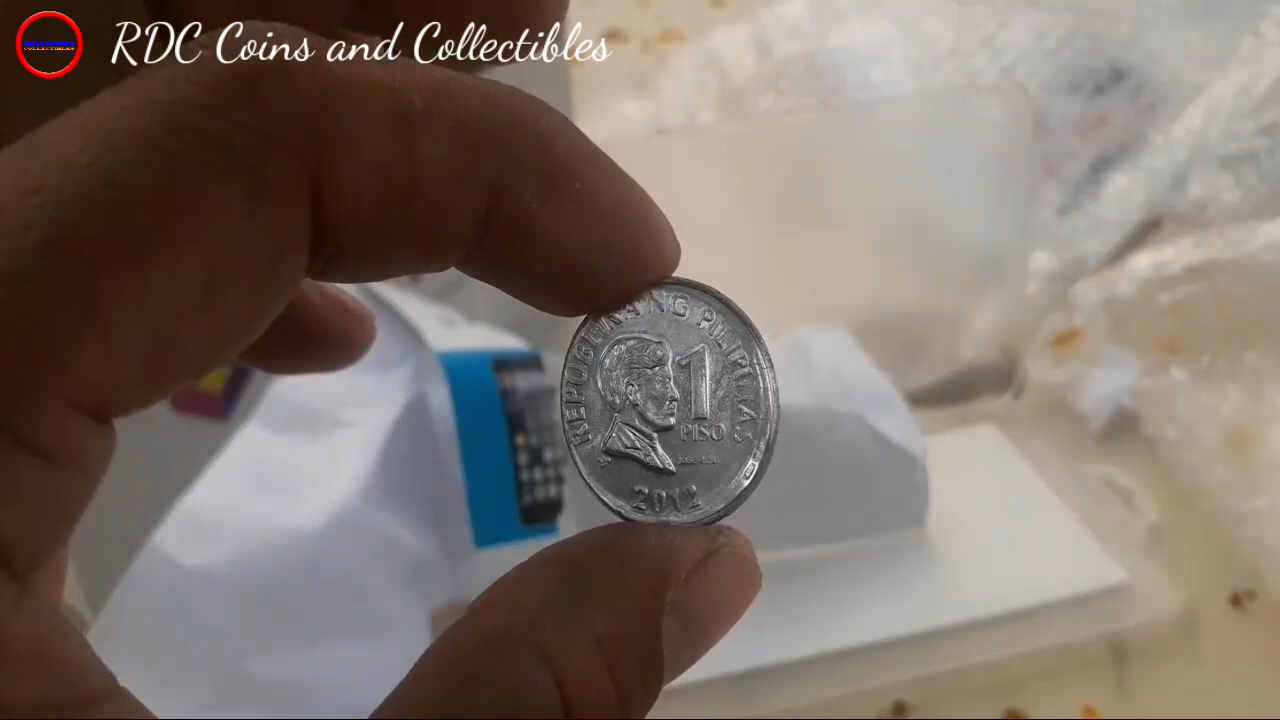 RDC Coins and Collectibles
REPUBLIKA NG PILIPINAS
1
PISO
2012